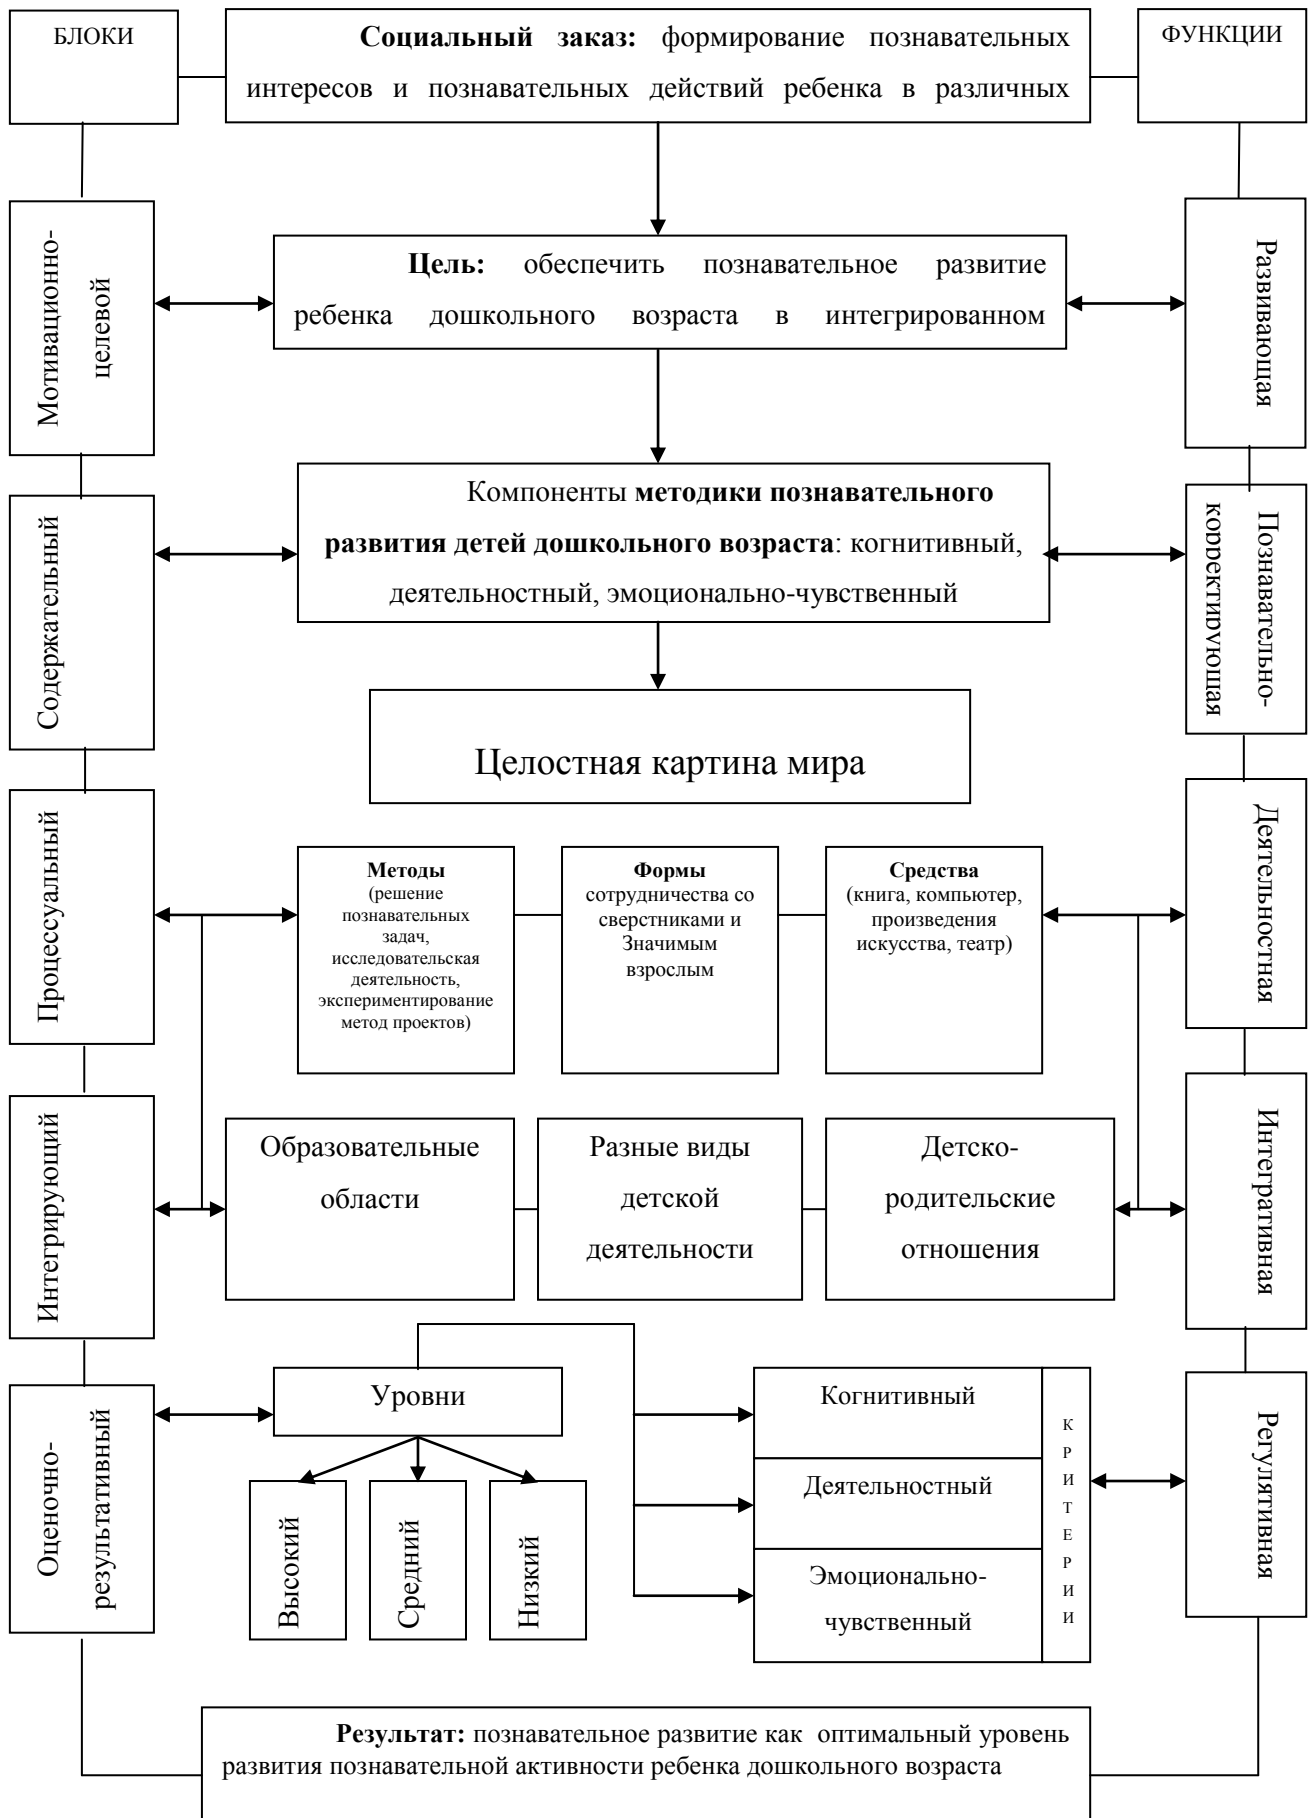 БЛОКИ
Социальный заказ: формирование познавательных
интересов и познавательных действий ребенка в различных
ФУНКЦИИ
Мотивационно-
целевой
Цель: обеспечить познавательное развитие
ребенка дошкольного возраста в интегрированном
Развивающая
Содержательный
Компоненты методики познавательного
развития детей дошкольного возраста: когнитивный,
деятельностный, эмоционально-чувственный
Познавательно-
корректирующая
Целостная картина мира
Процессуальный
Методы
(решение
познавательных
задач,
исследовательская
деятельность,
экспериментирование
метод проектов)
Формы
сотрудничества со
сверстниками и
Значимым
взрослым
Средства
(книга, компьютер,
произведения
искусства, театр)
Деятельностная
Интегрирующий
Образовательные
области
Разные виды
детской
деятельности
Детско-
родительские
отношения
Интегративная
Оценочно-
результативный
Уровни
Высокий
Средний
Низкий
Когнитивный
Деятельностный
Эмоционально-
чувственный
КРИТЕРИИ
Регулятивная
Результат: познавательное развитие как оптимальный уровень
развития познавательной активности ребенка дошкольного возраста